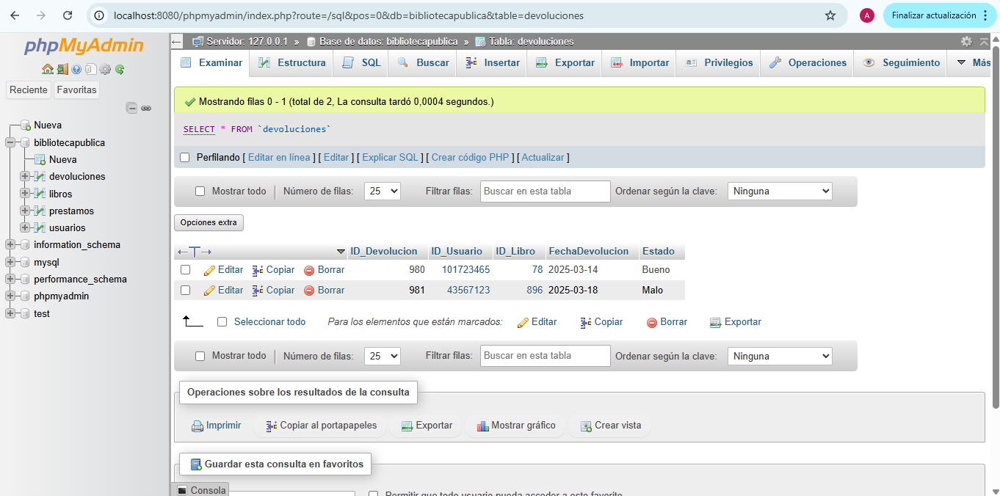 localhost:8080/phpmyadmin/index.php?route=/sql&pos=0&db=bibliotecapublica&table=devoluciones
A
Finalizar actualización
phpMyAdmin
Reciente Favoritas
Nueva
bibliotecapublica
Nueva
devoluciones
libros
prestamos
usuarios
information_schema
mysql
performance_schema
phpmyadmin
test
Servidor: 127.0.0.1 » Base de datos: bibliotecapublica » Tabla: devoluciones
Examinar Estructura SQL Buscar Insertar Exportar Importar Privilegios Operaciones Seguimiento Más
Mostrando filas 0 - 1 (total de 2, La consulta tardó 0,0004 segundos.)
SELECT * FROM `devoluciones`
Perfilando [ Editar en línea ] [ Editar ] [ Explicar SQL ] [ Crear código PHP ] [ Actualizar ]
Mostrar todo | Número de filas: 25 Filtrar filas: Buscar en esta tabla Ordenar según la clave: Ninguna
Opciones extra
←T→ ID_Devolucion ID_Usuario ID_Libro FechaDevolucion Estado
Editar Copiar Borrar 980 101723465 78 2025-03-14 Bueno
Editar Copiar Borrar 981 43567123 896 2025-03-18 Malo
Seleccionar todo Para los elementos que están marcados: Editar Copiar Borrar Exportar
Mostrar todo | Número de filas: 25 Filtrar filas: Buscar en esta tabla Ordenar según la clave: Ninguna
Operaciones sobre los resultados de la consulta
Imprimir Copiar al portapapeles Exportar Mostrar gráfico Crear vista
Guardar esta consulta en favoritos
Consola
Permitir que todo usuario pueda acceder a este favorito